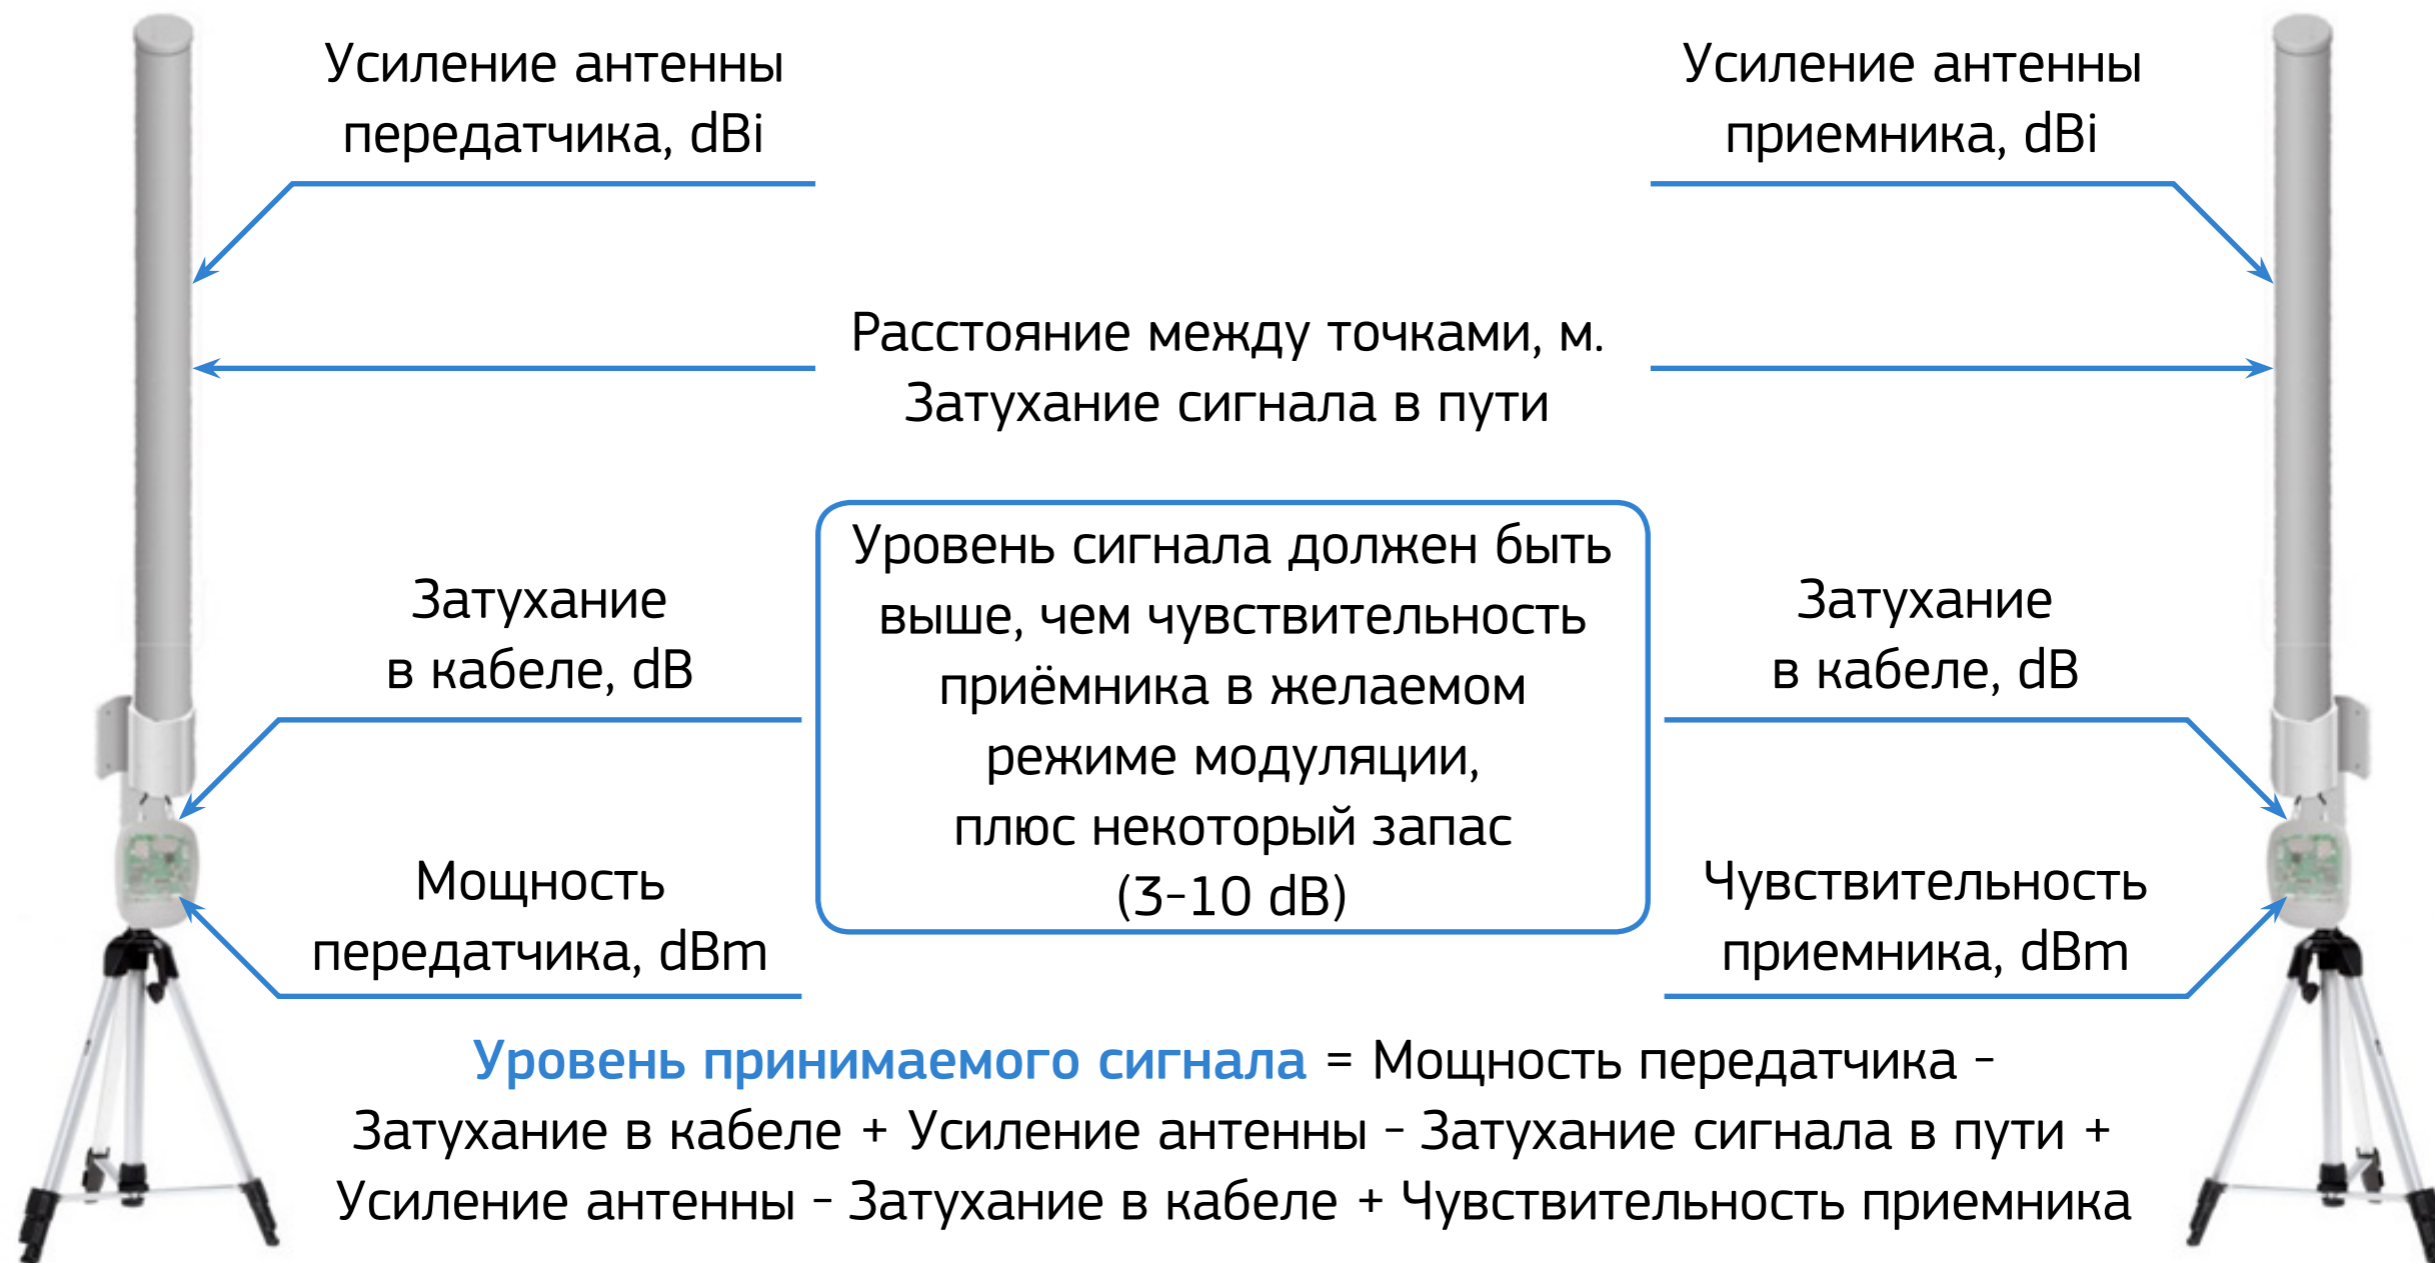 Усиление антенны
передатчика, dBi
Усиление антенны
приемника, dBi
Расстояние между точками, м.
Затухание сигнала в пути
Затухание
в кабеле, dB
Уровень сигнала должен быть
выше, чем чувствительность
приёмника в желаемом
режиме модуляции,
плюс некоторый запас
(3-10 dB)
Затухание
в кабеле, dB
Мощность
передатчика, dBm
Чувствительность
приемника, dBm
Уровень принимаемого сигнала = Мощность передатчика -
Затухание в кабеле + Усиление антенны - Затухание сигнала в пути +
Усиление антенны - Затухание в кабеле + Чувствительность приемника